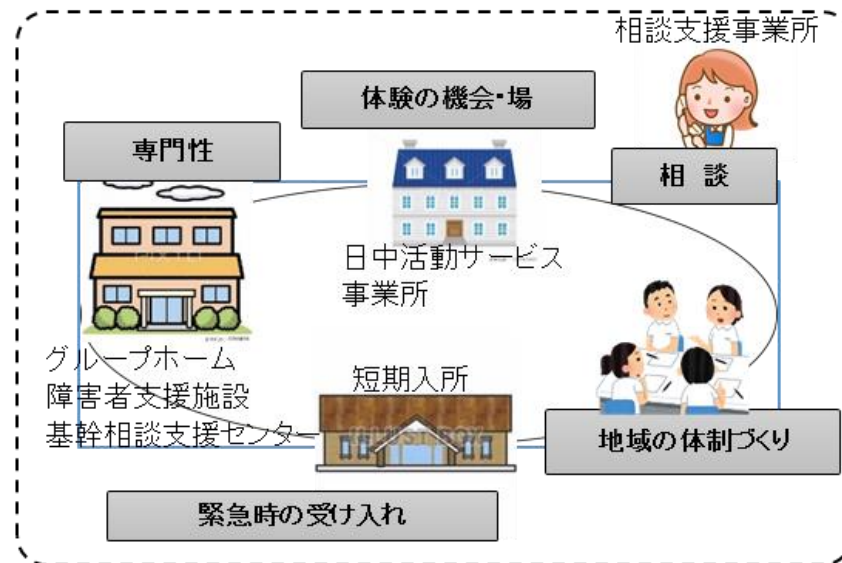 相談支援事業所
体験の機会・場
専門性
相 談
日中活動サービス
事業所
グループホーム
障害者支援施設
基幹相談支援センター
短期入所
地域の体制づくり
緊急時の受け入れ